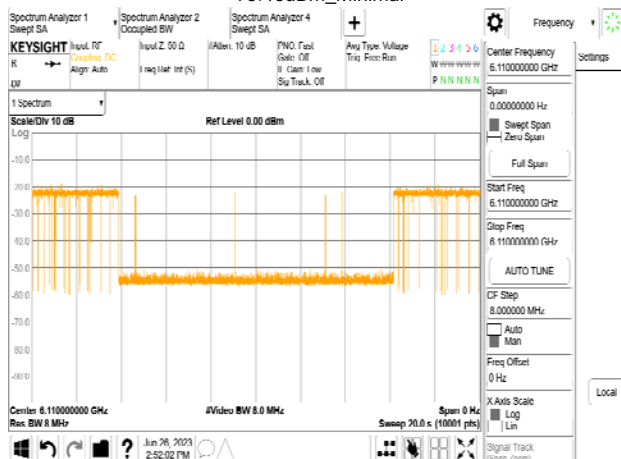 Spectrum Analyzer 1
Swept SA
Spectrum Analyzer 2
Occupied BW
Spectrum Analyzer 4
Swept SA
+
Frequency
KEYSIGHT
R
Input: RF
Coupling: DC
Align: Auto
Input Z: 50 Ω
Freq Ref: Int (S)
#Atten: 10 dB
PNO: Fast
Gate: Off
IF Gain: Low
Sig Track: Off
Avg Type: Voltage
Trig: Free Run
1 2 3 4 5 6
W W W W W W
P N N N N N
1 Spectrum
Scale/Div 10 dB
Ref Level 0.00 dBm
Log
-10.0
-20.0
-30.0
-40.0
-50.0
-60.0
-70.0
-80.0
-90.0
Center 6.110000000 GHz
#Video BW 8.0 MHz
Span 0 Hz
Res BW 8 MHz
Sweep 20.0 s (10001 pts)
Jun 26, 2023
2:52:02 PM
?
Center Frequency
6.110000000 GHz
Settings
Span
0.00000000 Hz
Swept Span
Zero Span
Full Span
Start Freq
6.110000000 GHz
Stop Freq
6.110000000 GHz
AUTO TUNE
CF Step
8.000000 MHz
Auto
Man
Freq Offset
0 Hz
X Axis Scale
Log
Lin
Local
Signal Track